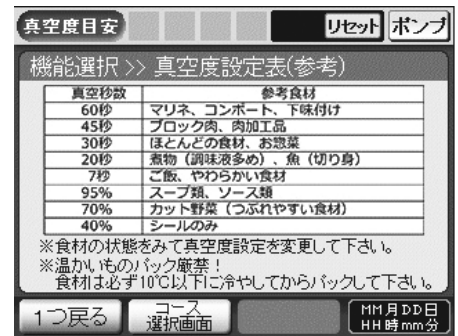 真空度目安 リセット ポンプ
機能選択 >> 真空度設定表(参考)
真空秒数 参考食材
60秒 マリネ、コンポート、下味付け
45秒 ブロック肉、肉加工品
30秒 ほとんどの食材、お惣菜
20秒 煮物（調味液多め）、魚（切り身）
7秒 ご飯、やわらかい食材
95% スープ類、ソース類
70% カット野菜（つぶれやすい食材）
40% シールのみ
※食材の状態をみて真空度設定を変更して下さい。
※温かいものパック厳禁！
食材は必ず10℃以下に冷やしてからパックして下さい。
1つ戻る コース MM月DD日
選択画面 HH時mm分